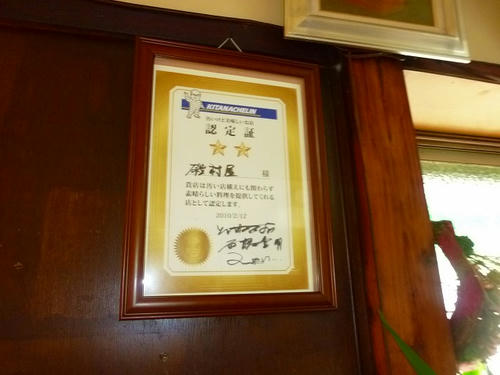 KITANACHELIN
汚いけど美味しいお店
認定証
磯村屋 様
貴店は汚い店構えにも関わらず
素晴らしい料理を提供してくれる
店として認定します。
2010/2/12